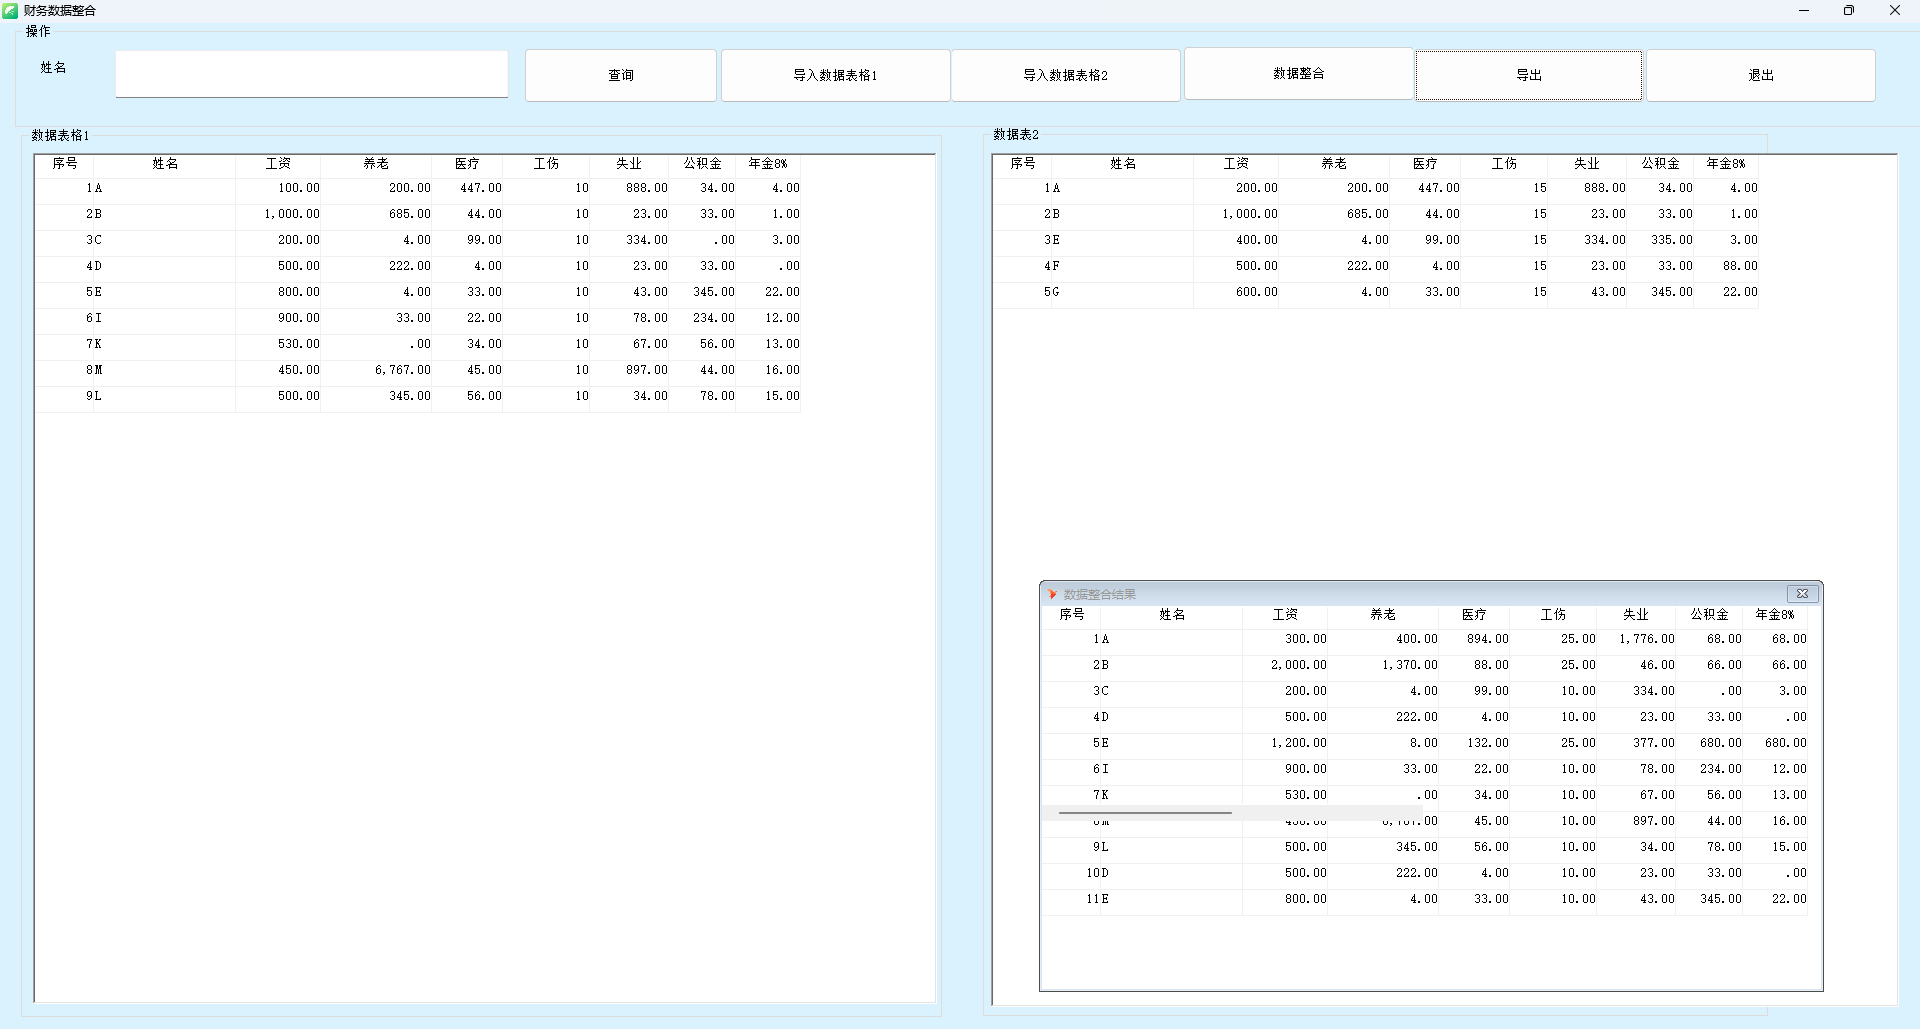 财务数据整合
操作
姓名 查询 导入数据表格1 导入数据表格2 数据整合 导出 退出
数据表格1
序号 姓名 工资 养老 医疗 工伤 失业 公积金 年金8%
1 A 100.00 200.00 447.00 10 888.00 34.00 4.00
2 B 1,000.00 685.00 44.00 10 23.00 33.00 1.00
3 C 200.00 4.00 99.00 10 334.00 .00 3.00
4 D 500.00 222.00 4.00 10 23.00 33.00 .00
5 E 800.00 4.00 33.00 10 43.00 345.00 22.00
6 I 900.00 33.00 22.00 10 78.00 234.00 12.00
7 K 530.00 .00 34.00 10 67.00 56.00 13.00
8 M 450.00 6,767.00 45.00 10 897.00 44.00 16.00
9 L 500.00 345.00 56.00 10 34.00 78.00 15.00
数据表2
序号 姓名 工资 养老 医疗 工伤 失业 公积金 年金8%
1 A 200.00 200.00 447.00 15 888.00 34.00 4.00
2 B 1,000.00 685.00 44.00 15 23.00 33.00 1.00
3 E 400.00 4.00 99.00 15 334.00 335.00 3.00
4 F 500.00 222.00 4.00 15 23.00 33.00 88.00
5 G 600.00 4.00 33.00 15 43.00 345.00 22.00
数据整合结果
序号 姓名 工资 养老 医疗 工伤 失业 公积金 年金8%
1 A 300.00 400.00 894.00 25.00 1,776.00 68.00 68.00
2 B 2,000.00 1,370.00 88.00 25.00 46.00 66.00 66.00
3 C 200.00 4.00 99.00 10.00 334.00 .00 3.00
4 D 500.00 222.00 4.00 10.00 23.00 33.00 .00
5 E 1,200.00 8.00 132.00 25.00 377.00 680.00 680.00
6 I 900.00 33.00 22.00 10.00 78.00 234.00 12.00
7 K 530.00 .00 34.00 10.00 67.00 56.00 13.00
45.00 10.00 897.00 44.00 16.00
9 L 500.00 345.00 56.00 10.00 34.00 78.00 15.00
10 D 500.00 222.00 4.00 10.00 23.00 33.00 .00
11 E 800.00 4.00 33.00 10.00 43.00 345.00 22.00